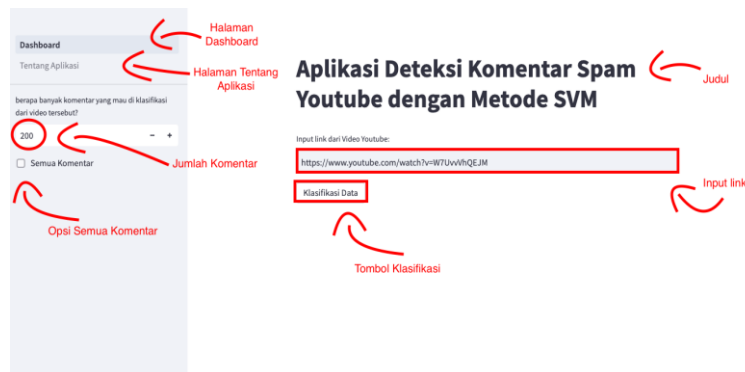 Dashboard
Tentang Aplikasi
berapa banyak komentar yang mau di klasifikasi
dari video tersebut?
200
- +
Semua Komentar
Halaman
Dashboard
Halaman Tentang
Aplikasi
Jumlah Komentar
Opsi Semua Komentar
Aplikasi Deteksi Komentar Spam
Youtube dengan Metode SVM
Judul
Input link dari Video Youtube:
https://www.youtube.com/watch?v=W7UvvVhQEJM
Input link
Klasifikasi Data
Tombol Klasifikasi